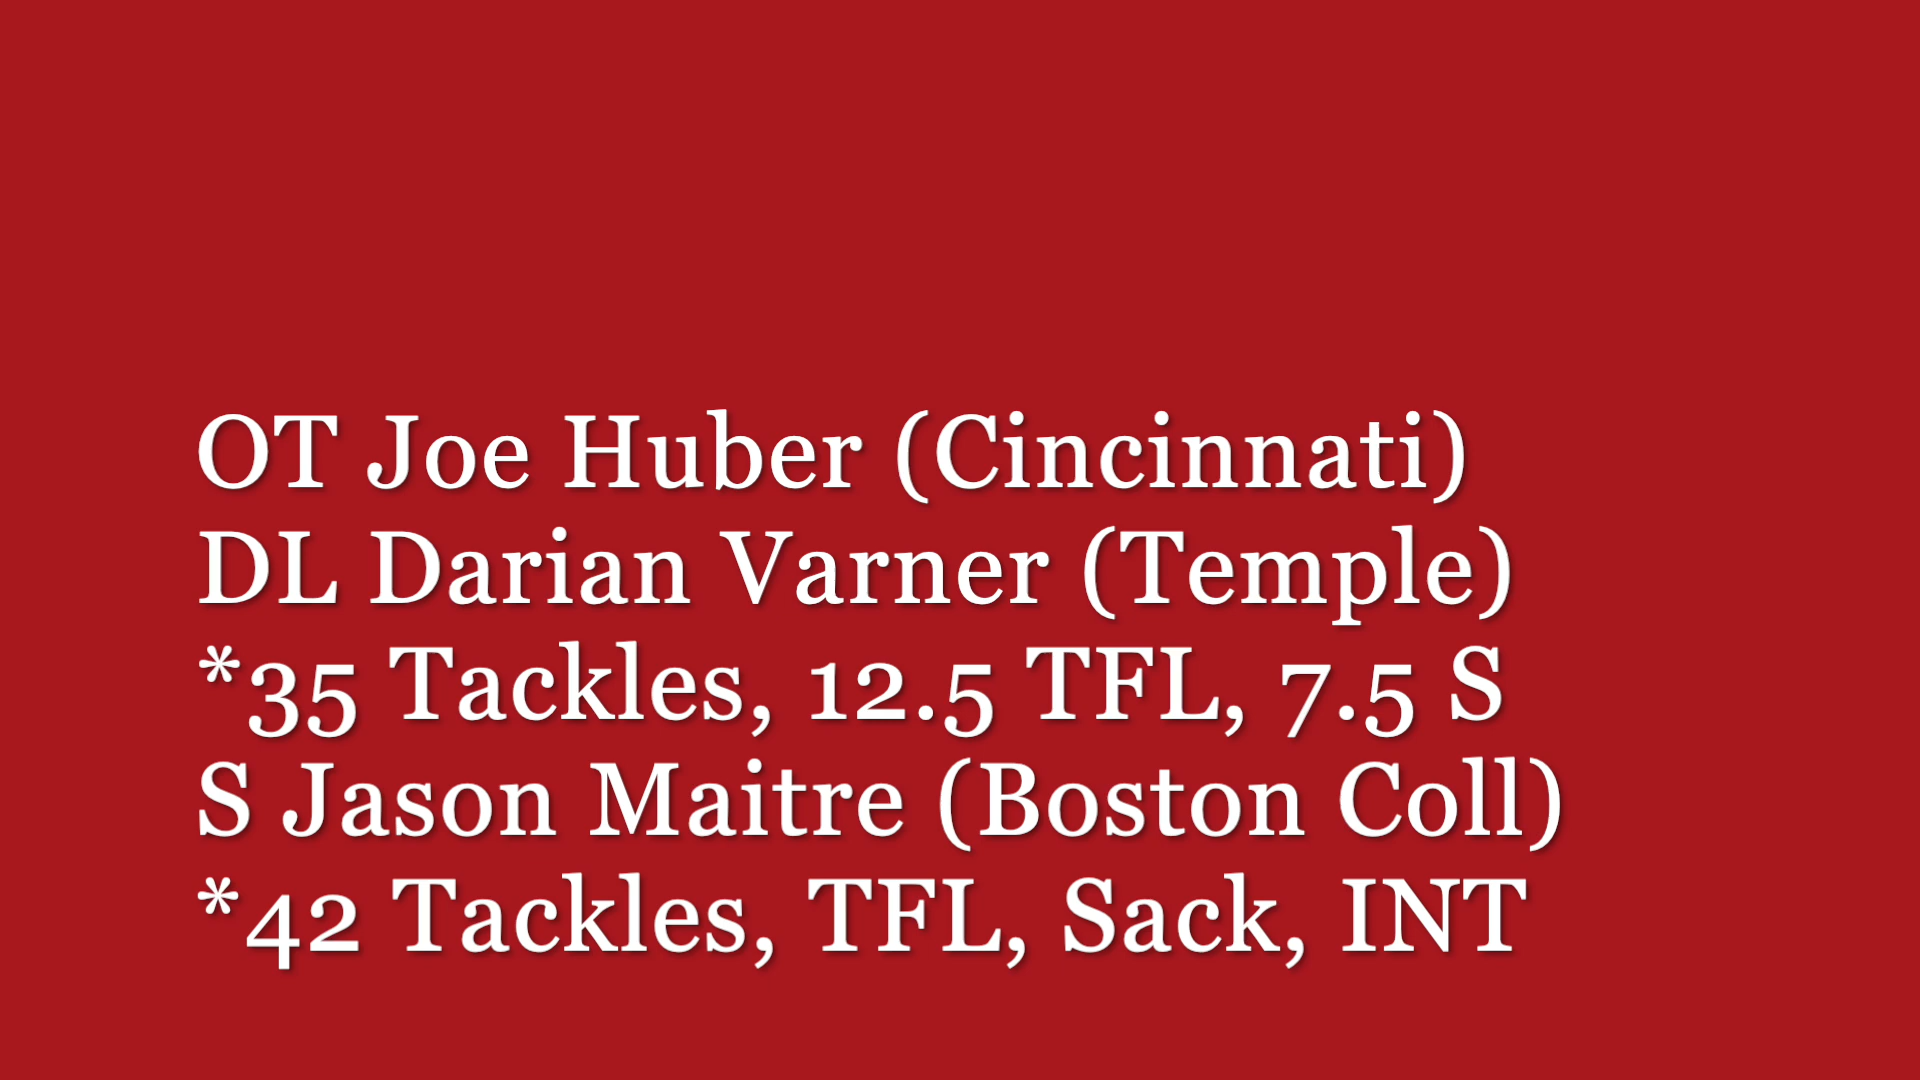 OT Joe Huber (Cincinnati)
DL Darian Varner (Temple)
*35 Tackles, 12.5 TFL, 7.5 S
S Jason Maitre (Boston Coll)
*42 Tackles, TFL, Sack, INT